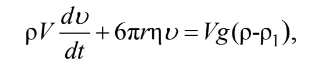 ρV dυ/dt + 6πrηυ = Vg(ρ-ρ₁),